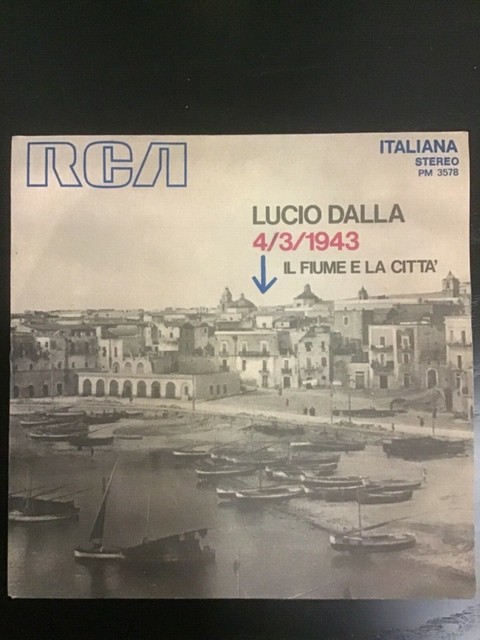 RCA
ITALIANA
STEREO
PM 3578
LUCIO DALLA
4/3/1943
IL FIUME E LA CITTA'